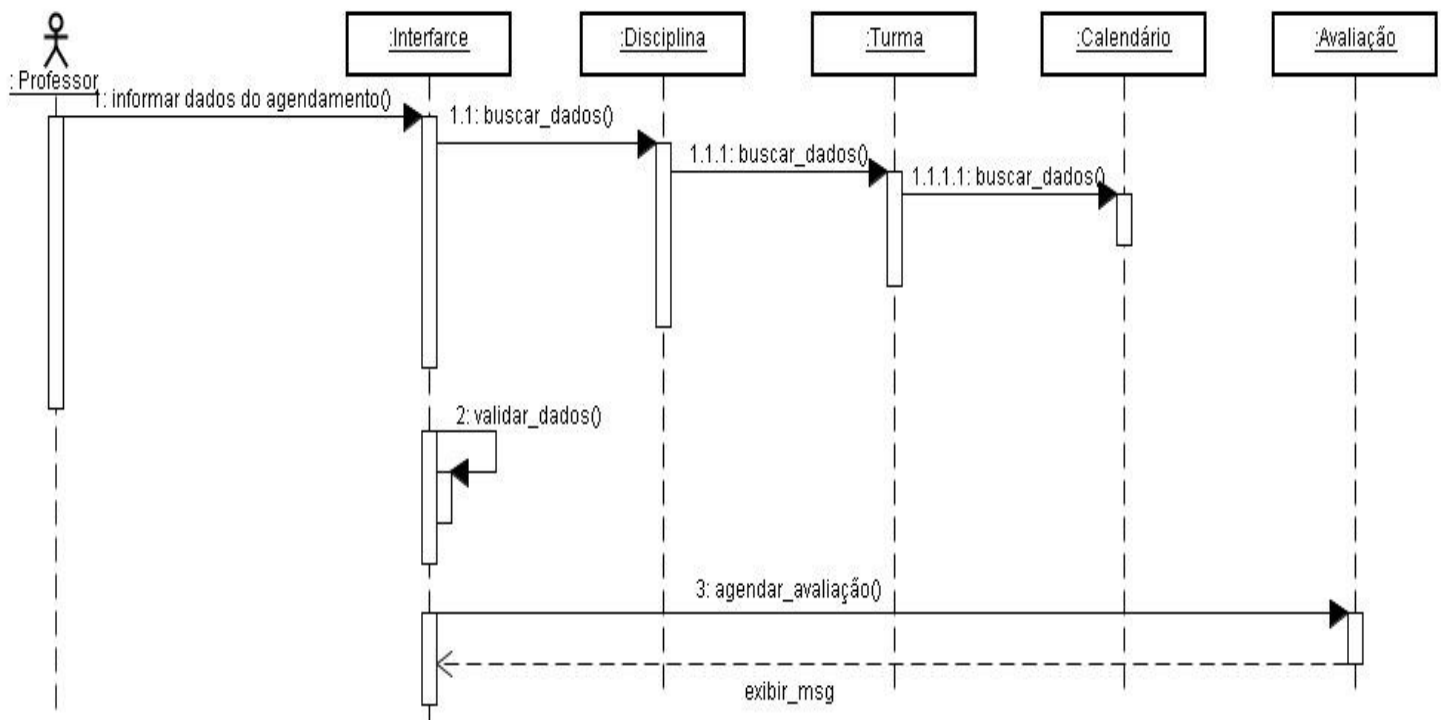 :Interfarce
:Disciplina
:Turma
:Calendário
:Avaliação
: Professor
1: informar dados do agendamento()
1.1: buscar_dados()
1.1.1: buscar_dados()
1.1.1.1: buscar_dados()
2: validar_dados()
3: agendar_avaliação()
exibir_msg